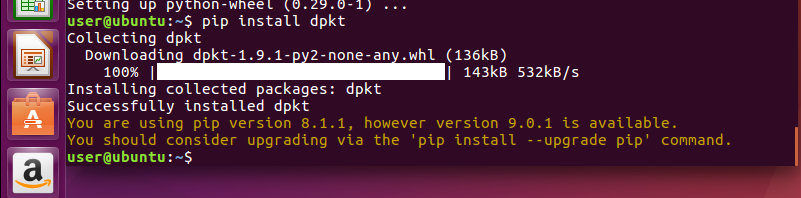 Setting up python-wheel (0.29.0-1) ...
user@ubuntu:~$ pip install dpkt
Collecting dpkt
  Downloading dpkt-1.9.1-py2-none-any.whl (136kB)
    100% |████████████████████████████████| 143kB 532kB/s
Installing collected packages: dpkt
Successfully installed dpkt
You are using pip version 8.1.1, however version 9.0.1 is available.
You should consider upgrading via the 'pip install --upgrade pip' command.
user@ubuntu:~$